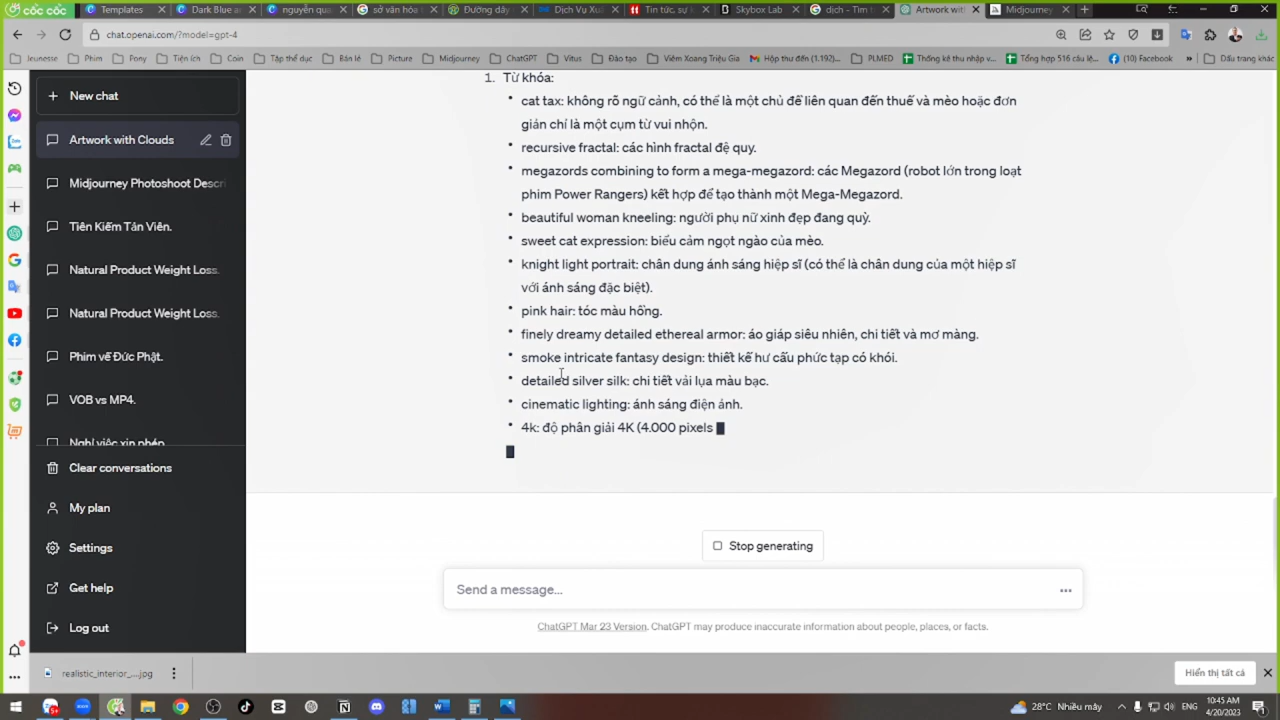 cốc cốc
Templates
Dark Blue ar
nguyễn qua
sở văn hóa t
Đường dây
Dịch Vụ Xuấ
Tin tức, sự k
Skybox Lab
dịch - Tìm t
Artwork with
Midjourney
chat.openai.com/?model=gpt-4
Jeunesse
Phim
Pony
Tiện ích
Coin
Tập thể dục
Bán lẻ
Picture
Midjourney
ChatGPT
Vitus
Đào tạo
Viêm Xoang Triệu Gia
Hộp thư đến (1.192)...
PLMED
Thống kê thu nhập v...
Tổng hợp 516 câu lệ...
(10) Facebook
»
Dấu trang khác
New chat
Artwork with Clouds
Midjourney Photoshoot Descri
Tiên Kiếm Tản Viên.
Natural Product Weight Loss.
Natural Product Weight Loss.
Phim về Đức Phật.
VOB vs MP4.
Nghỉ việc xin phép
Clear conversations
My plan
Settings
Get help
Log out
1. Từ khóa:
• cat tax: không rõ ngữ cảnh, có thể là một chủ đề liên quan đến thuế và mèo hoặc đơn
giản chỉ là một cụm từ vui nhộn.
• recursive fractal: các hình fractal đệ quy.
• megazords combining to form a mega-megazord: các Megazord (robot lớn trong loạt
phim Power Rangers) kết hợp để tạo thành một Mega-Megazord.
• beautiful woman kneeling: người phụ nữ xinh đẹp đang quỳ.
• sweet cat expression: biểu cảm ngọt ngào của mèo.
• knight light portrait: chân dung ánh sáng hiệp sĩ (có thể là chân dung của một hiệp sĩ
với ánh sáng đặc biệt).
• pink hair: tóc màu hồng.
• finely dreamy detailed ethereal armor: áo giáp siêu nhiên, chi tiết và mơ màng.
• smoke intricate fantasy design: thiết kế hư cấu phức tạp có khói.
• detailed silver silk: chi tiết vải lụa màu bạc.
• cinematic lighting: ánh sáng điện ảnh.
• 4k: độ phân giải 4K (4.000 pixels
Stop generating
Send a message...
ChatGPT Mar 23 Version. ChatGPT may produce inaccurate information about people, places, or facts.
realistic_interior_....jpg
Hiển thị tất cả
28°C Nhiều mây
ENG
10:45 AM
4/20/2023